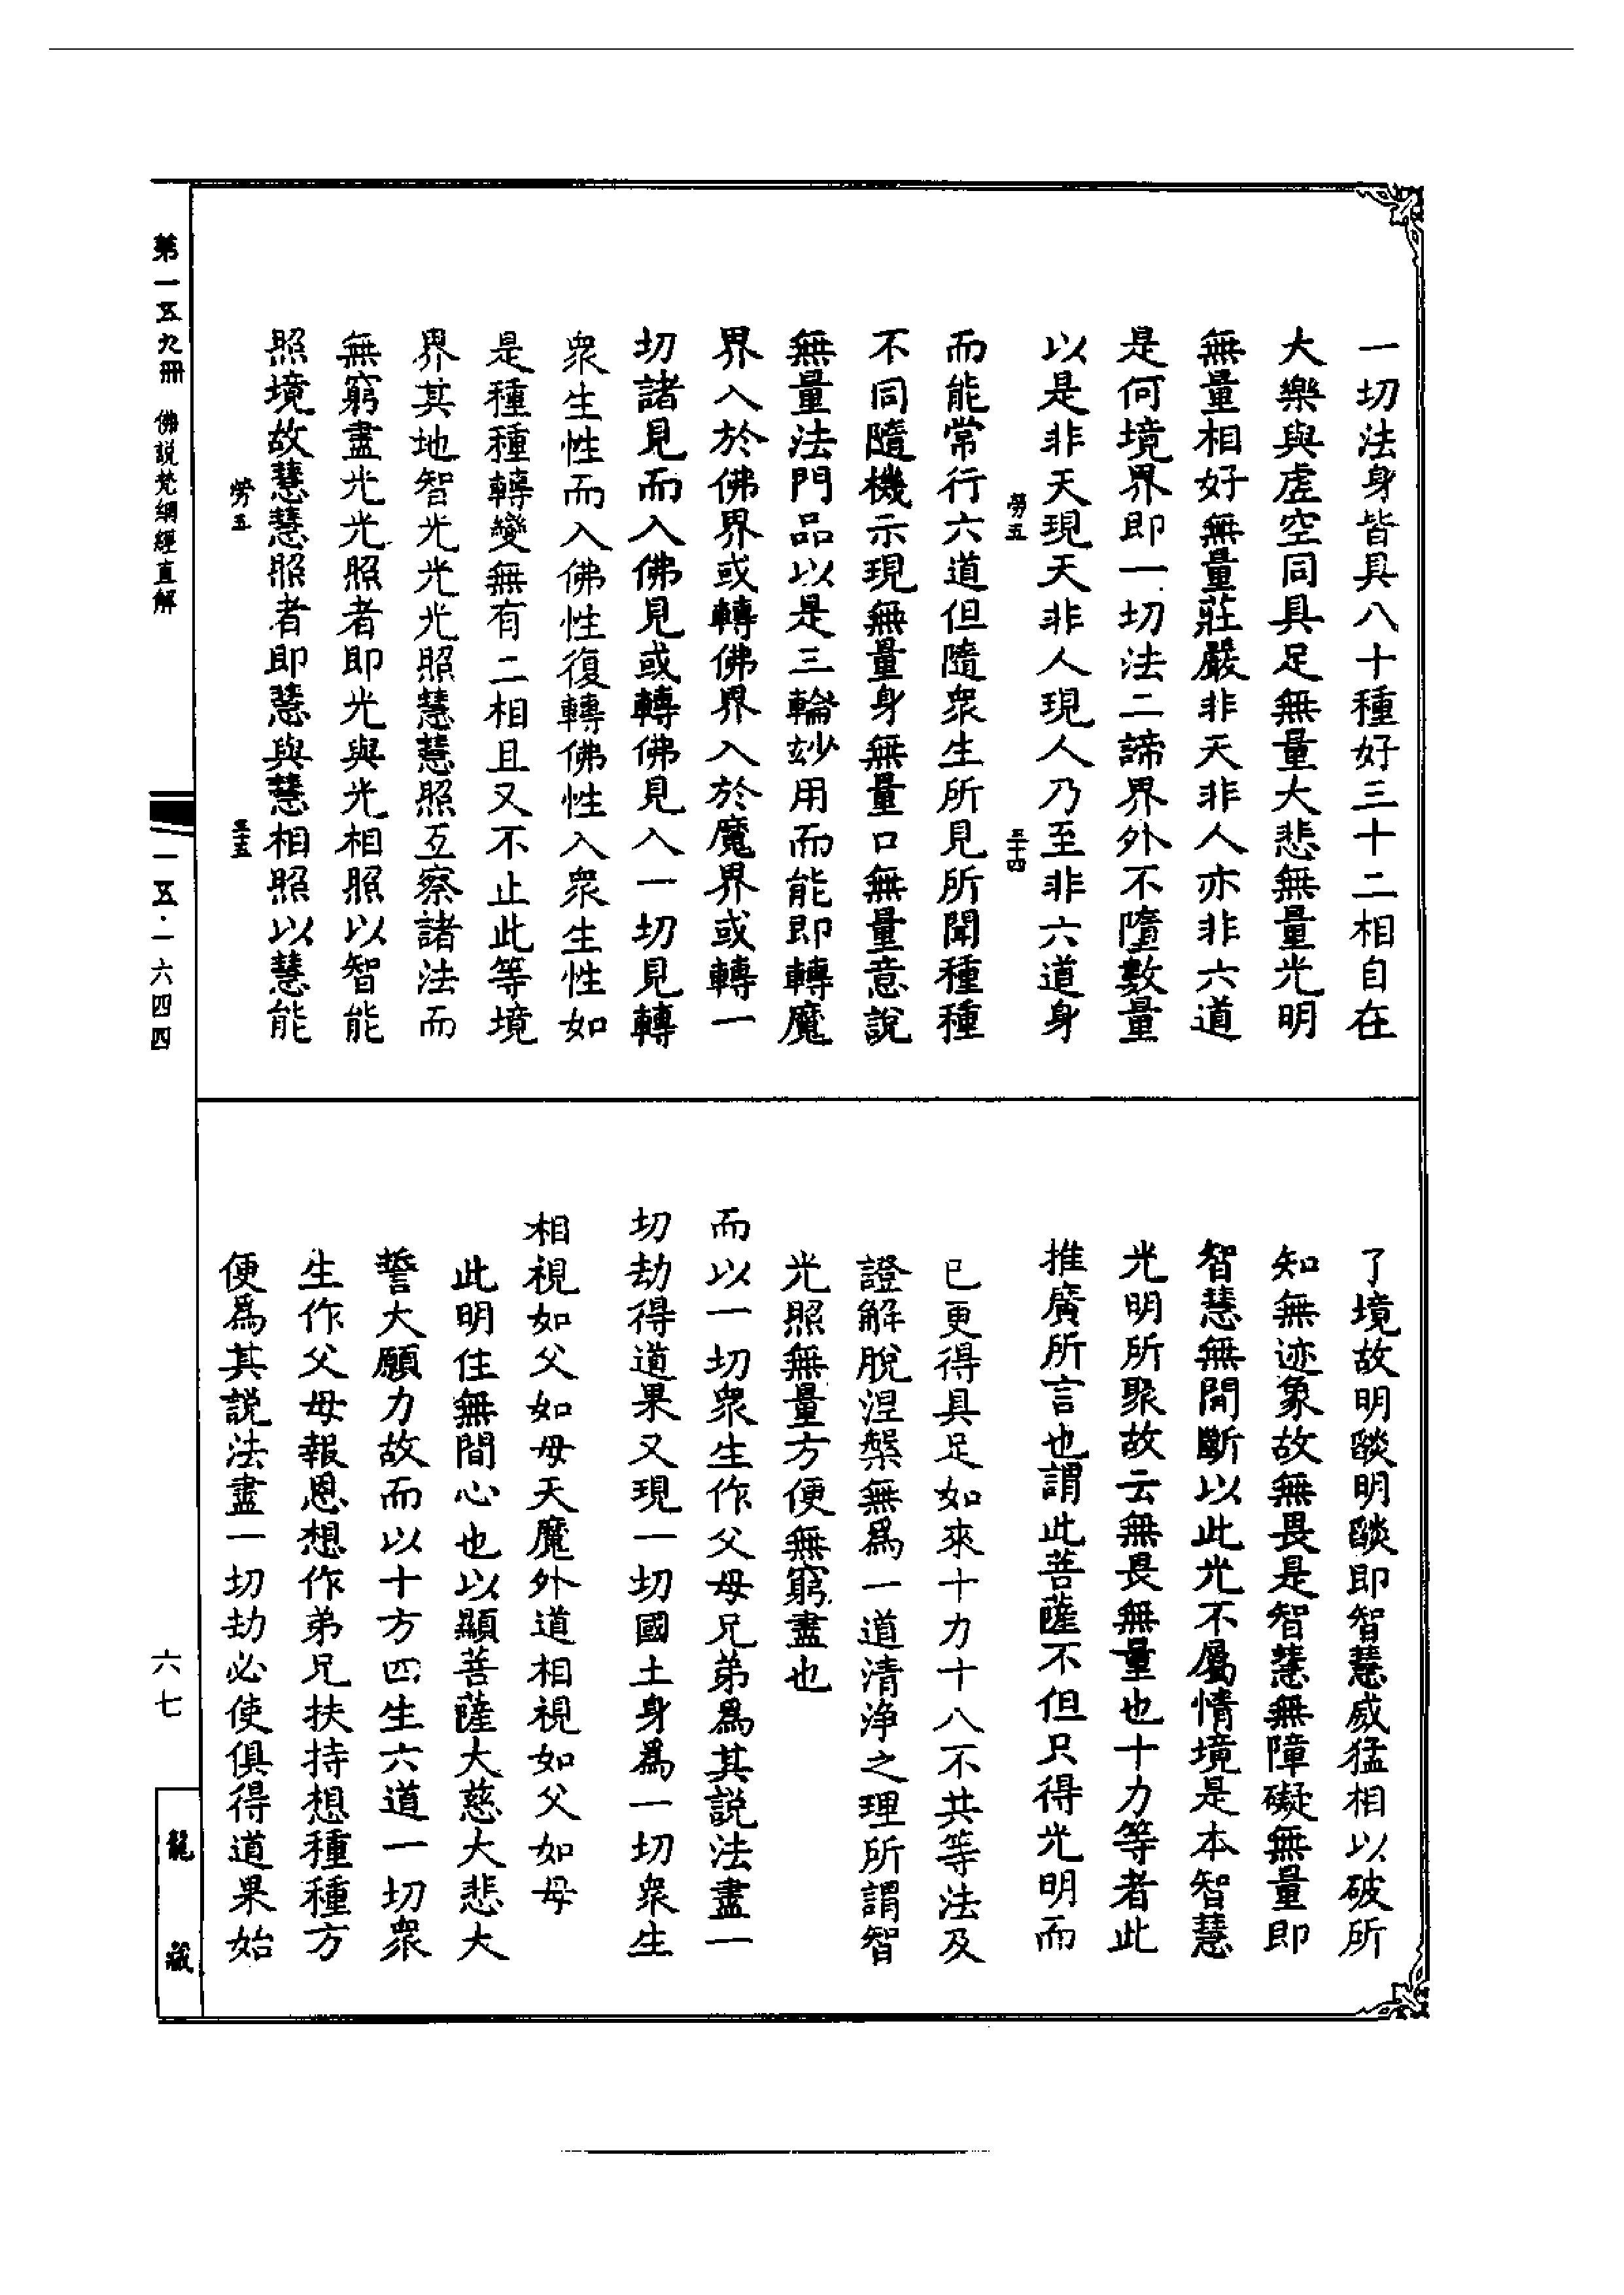 一切法身皆具八十種好三十二相自在
大樂與虛空同具足無量大悲無量光明
無量相好無量莊嚴非天非人亦非六道
是何境界即一切法二諦界外不墮數量
以是非天現天非人現人乃至非六道身
勞五
三十四
而能常行六道但隨衆生所見所聞種種
不同隨機示現無量身無量口無量意說
無量法門品以是三輪妙用而能即轉魔
界入於佛界或轉佛界入於魔界或轉一
切諸見而入佛見或轉佛見入一切見轉
衆生性而入佛性復轉佛性入衆生性如
是種種轉變無有二相且又不止此等境
界其地智光光光照慧慧照互察諸法而
無窮盡光光照者即光與光相照以智能
照境故慧慧照者即慧與慧相照以慧能
勞五
三十五
了境故明𦦨明𦦨即智慧威猛相以破所
知無迹象故無畏是智慧無障礙無量即
智慧無間斷以此光不屬情境是本智慧
光明所聚故云無畏無量也十力等者此
推廣所言也謂此菩薩不但只得光明而
已更得具足如來十力十八不共等法及
證解脫涅槃無爲一道清淨之理所謂智
光照無量方便無窮盡也
而以一切衆生作父母兄弟爲其說法盡一
切劫得道果又現一切國土身爲一切衆生
相視如父如母天魔外道相視如父如母
此明住無間心也以顯菩薩大慈大悲大
誓大願力故而以十方四生六道一切衆
生作父母報恩想作弟兄扶持想種種方
便爲其說法盡一切劫必使俱得道果始
第一五九冊 佛說梵網經直解
一五·一六四四
六七
龍藏